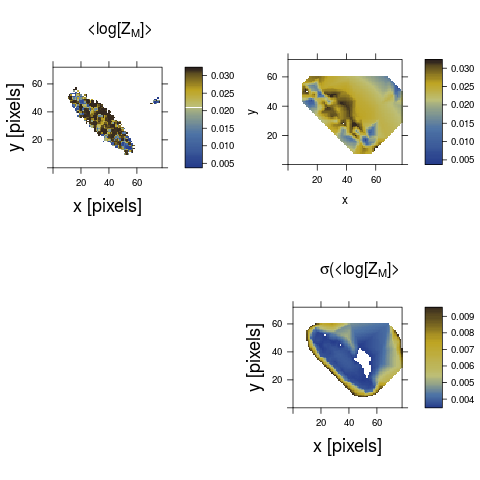 <log[Z_M]>
y [pixels]
60
40
20
20 40 60
x [pixels]
0.030
0.025
0.020
0.015
0.010
0.005
y
60
40
20
20 40 60
x
0.030
0.025
0.020
0.015
0.010
0.005
σ(<log[Z_M]>
y [pixels]
60
40
20
20 40 60
x [pixels]
0.009
0.008
0.007
0.006
0.005
0.004